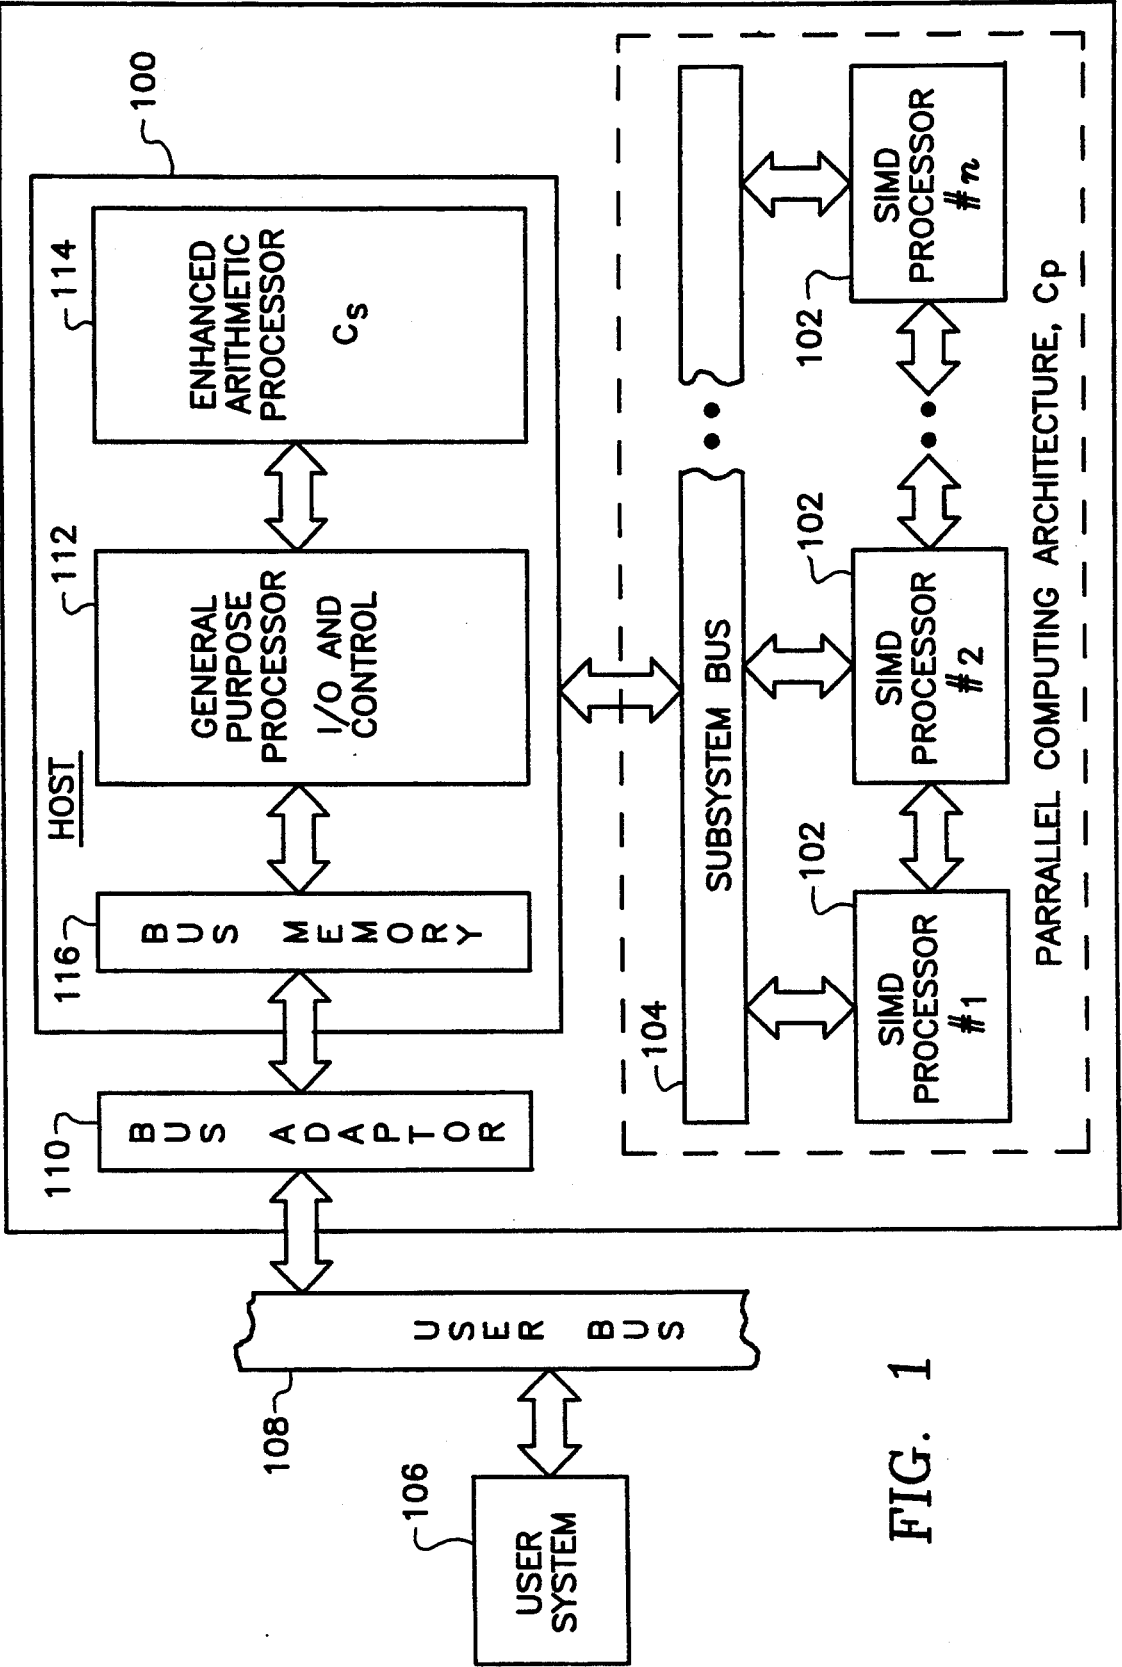 100
HOST
116
BUS MEMORY
112
GENERAL
PURPOSE
PROCESSOR
I/O AND
CONTROL
114
ENHANCED
ARITHMETIC
PROCESSOR
Cs
110
BUS ADAPTOR
108
USER BUS
106
USER
SYSTEM
104
SUBSYSTEM BUS
102
SIMD
PROCESSOR
#1
102
SIMD
PROCESSOR
#2
102
SIMD
PROCESSOR
#n
PARRALLEL COMPUTING ARCHITECTURE, Cp
FIG. 1